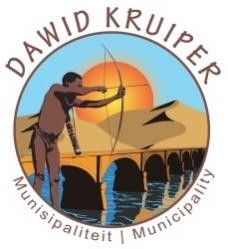 DAWID KRUIPER
Munisipaliteit | Municipality